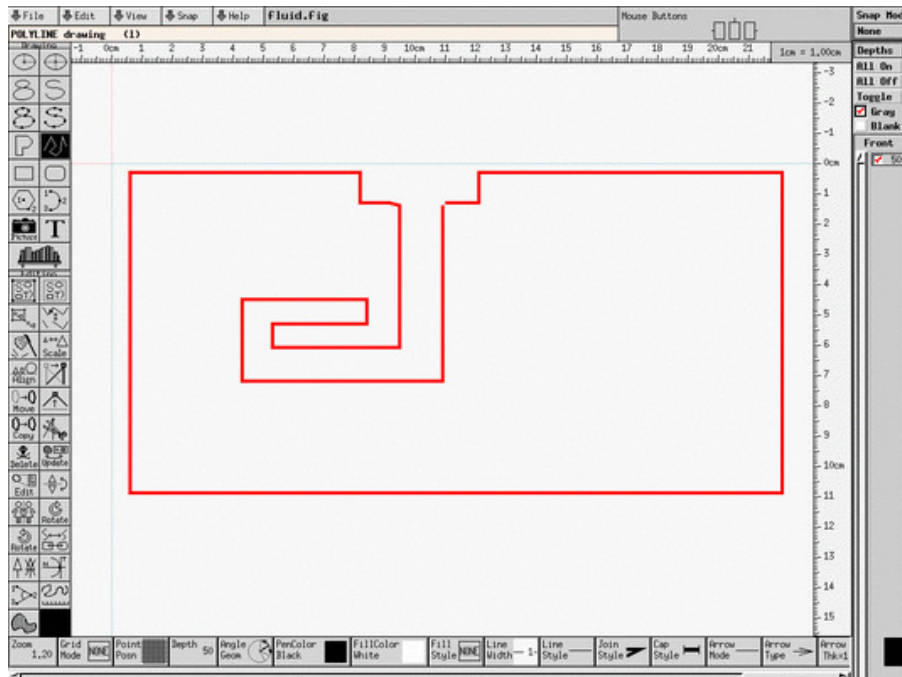 File Edit View Snap Help fluid.fig Mouse Buttons Snap Mod
POLYLINE drawing (l) None
Drawing -1 0cm 1 2 3 4 5 6 7 8 9 10cm 11 12 13 14 15 16 17 18 19 20cm 21 1cm = 1.00cm Depths
All On
-3
All Off
-2
Toggle
Gray
-1
Blank
Front
0cm
50
1
Picture T
2
3
Editing
4
5
Scale
6
Align
7
Move
8
Copy
9
Delete Update
10cm
Edit
11
Rotate
12
Rotate
13
14
15
Zoom 1.20 Grid Mode NONE Point Posn Depth 50 Angle Geom PenColor Black FillColor White Fill Style NONE Line Width 1 Line Style Join Style Cap Style Arrow Mode Arrow Type Arrow Thk=1